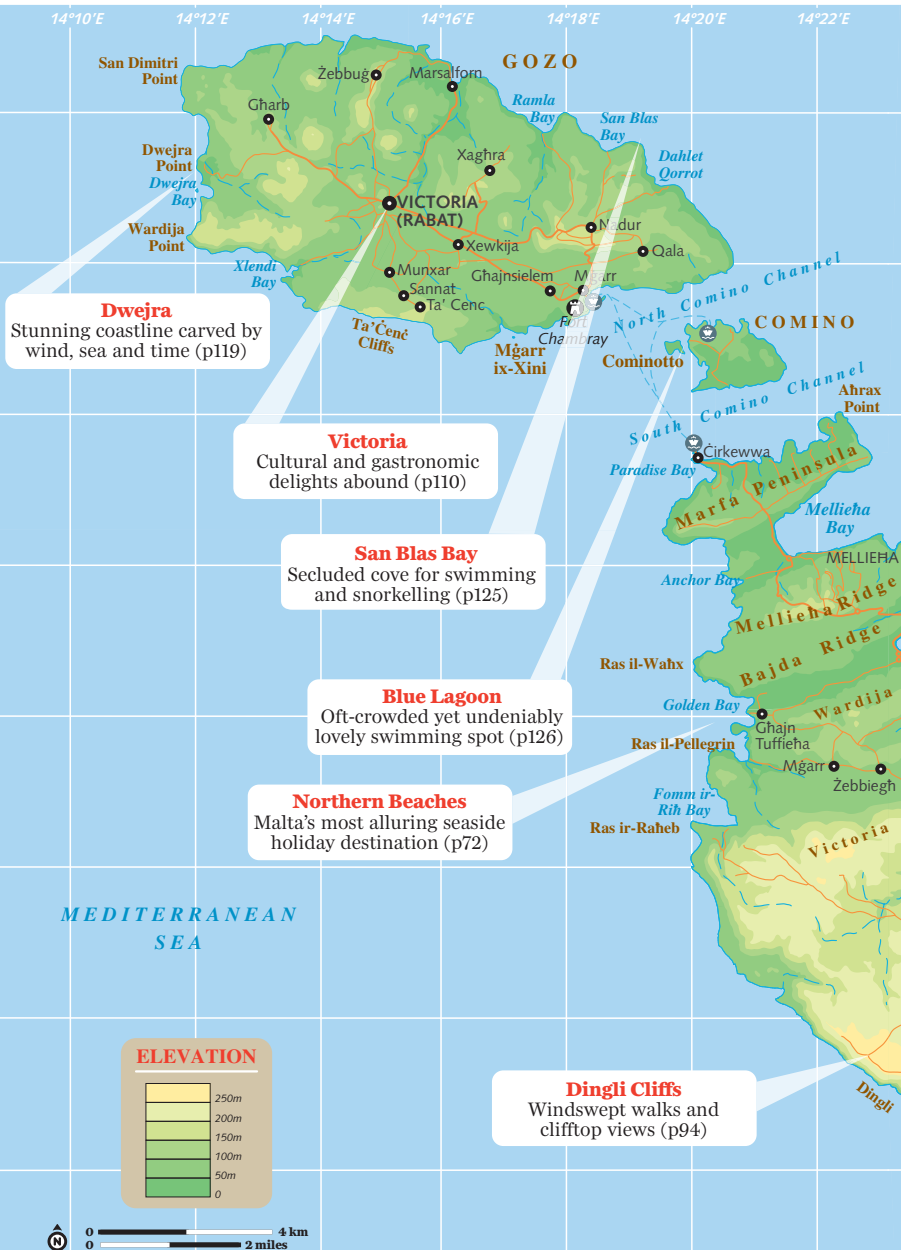 14°10'E 14°12'E 14°14'E 14°16'E 14°18'E 14°20'E 14°22'E
San Dimitri
Point
Żebbuġ
Marsalforn
GOZO
Għarb
Ramla
Bay
San Blas
Bay
Dwejra
Point
Dwejra
Bay
Xagħra
Dahlet
Qorrot
VICTORIA
(RABAT)
Wardija
Point
Nadur
Xewkija
Qala
Xlendi
Bay
Munxar
Għajnsielem
Mġarr
Sannat
Ta' Cenc
Fort
Chambray
North Comino Channel
Ta'Ċenċ
Cliffs
Mġarr
ix-Xini
COMINO
Cominotto
South Comino Channel
Aħrax
Point
Dwejra
Stunning coastline carved by
wind, sea and time (p119)
Victoria
Cultural and gastronomic
delights abound (p110)
Ċirkewwa
Paradise Bay
Marfa Peninsula
Mellieħa
Bay
San Blas Bay
Secluded cove for swimming
and snorkelling (p125)
MELLIEĦA
Anchor Bay
Mellieħa Ridge
Bajda Ridge
Ras il-Waħx
Blue Lagoon
Oft-crowded yet undeniably
lovely swimming spot (p126)
Golden Bay
Wardija
Għajn
Tuffieħa
Ras il-Pellegrin
Mġarr
Żebbiegħ
Northern Beaches
Malta's most alluring seaside
holiday destination (p72)
Fomm ir-
Riħ Bay
Ras ir-Raħeb
Victoria
MEDITERRANEAN
SEA
ELEVATION
250m
200m
150m
100m
50m
0
Dingli Cliffs
Windswept walks and
clifftop views (p94)
Dingli
N
0 4 km
0 2 miles